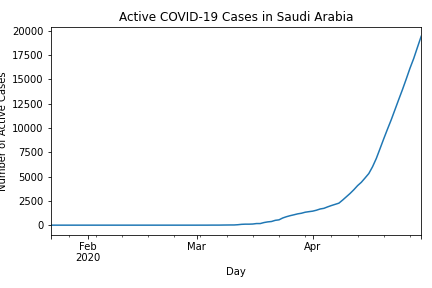 Active COVID-19 Cases in Saudi Arabia
20000
17500
15000
12500
10000
7500
5000
2500
0
Number of Active Cases
Feb
Mar
Apr
2020
Day